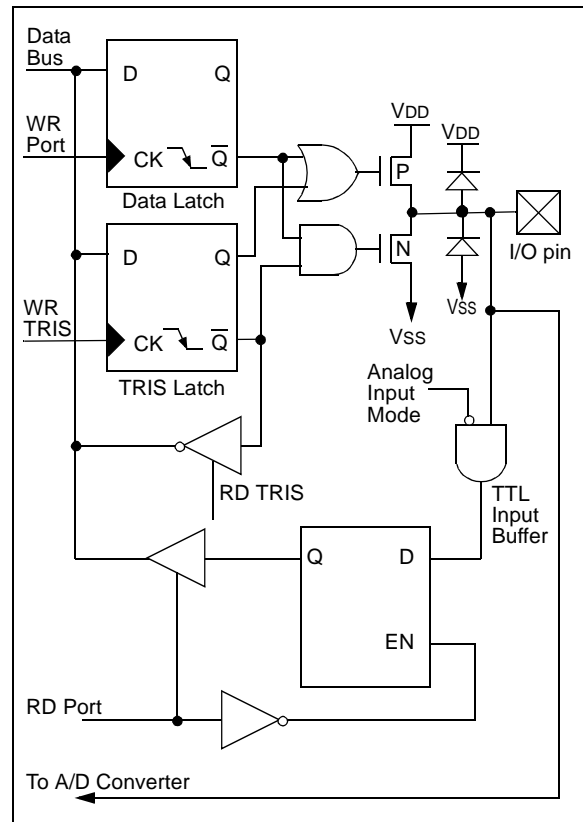 Data
Bus
D
Q
VDD
VDD
WR
Port
CK
Q
P
Data Latch
D
Q
N
I/O pin
WR
TRIS
CK
Q
VSS
VSS
TRIS Latch
Analog
Input
Mode
RD TRIS
TTL
Input
Buffer
Q
D
EN
RD Port
To A/D Converter